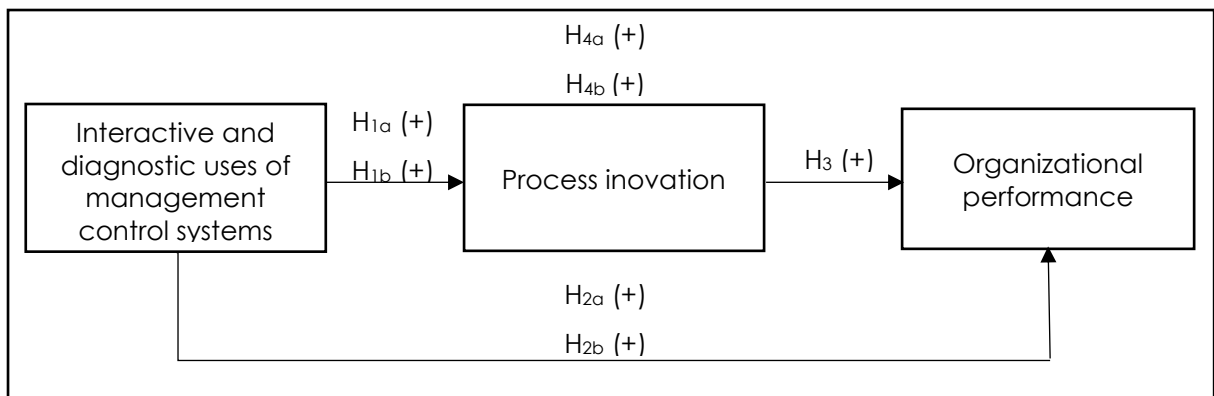 H4a (+)
H4b (+)
Interactive and
diagnostic uses of
management
control systems
H1a (+)
H1b (+)
Process inovation
H3 (+)
Organizational
performance
H2a (+)
H2b (+)